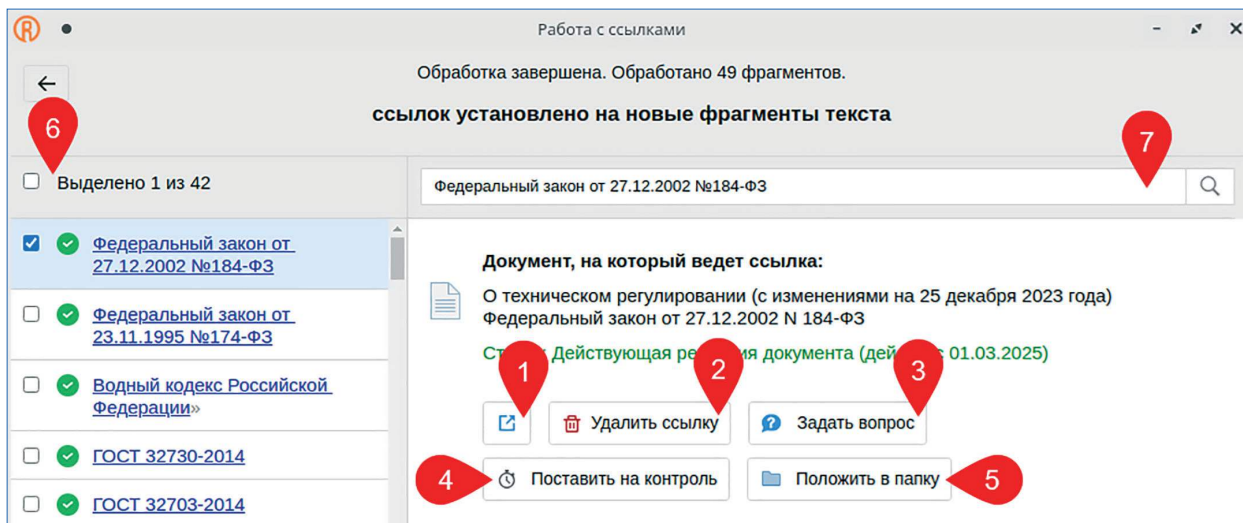 Работа с ссылками
Обработка завершена. Обработано 49 фрагментов.
ссылок установлено на новые фрагменты текста
6
7
Выделено 1 из 42
Федеральный закон от 27.12.2002 №184-ФЗ
Федеральный закон от
27.12.2002 №184-ФЗ
Федеральный закон от
23.11.1995 №174-ФЗ
Водный кодекс Российской
Федерации»
ГОСТ 32730-2014
ГОСТ 32703-2014
Документ, на который ведет ссылка:
О техническом регулировании (с изменениями на 25 декабря 2023 года)
Федеральный закон от 27.12.2002 N 184-ФЗ
Действующая документа 01.03.2025)
1
2
3
Удалить ссылку
Задать вопрос
4
Поставить на контроль
Положить в папку
5